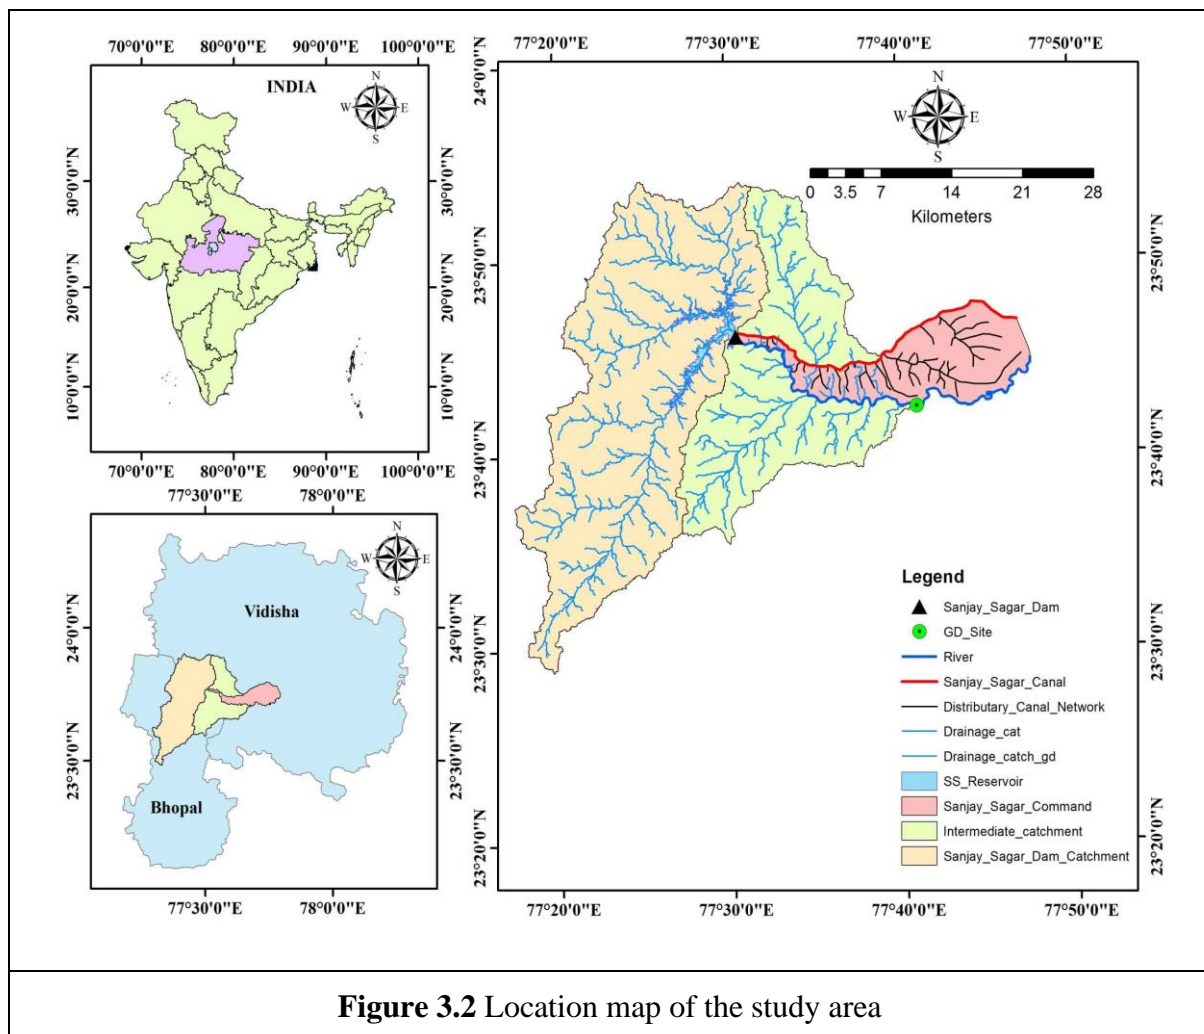 70°0'0"E 80°0'0"E 90°0'0"E 100°0'0"E
INDIA
N
W E
S
30°0'0"N
20°0'0"N
10°0'0"N
30°0'0"N
20°0'0"N
10°0'0"N
70°0'0"E 80°0'0"E 90°0'0"E 100°0'0"E
77°30'0"E 78°0'0"E
N
W E
S
Vidisha
Bhopal
24°0'0"N
23°30'0"N
24°0'0"N
23°30'0"N
77°30'0"E 78°0'0"E
77°20'0"E 77°30'0"E 77°40'0"E 77°50'0"E
N
W E
S
0 3.5 7 14 21 28
Kilometers
24°0'0"N
23°50'0"N
23°40'0"N
23°30'0"N
23°20'0"N
23°50'0"N
23°40'0"N
23°30'0"N
23°20'0"N
Legend
Sanjay_Sagar_Dam
GD_Site
River
Sanjay_Sagar_Canal
Distributary_Canal_Network
Drainage_cat
Drainage_catch_gd
SS_Reservoir
Sanjay_Sagar_Command
Intermediate_catchment
Sanjay_Sagar_Dam_Catchment
77°20'0"E 77°30'0"E 77°40'0"E 77°50'0"E
Figure 3.2 Location map of the study area